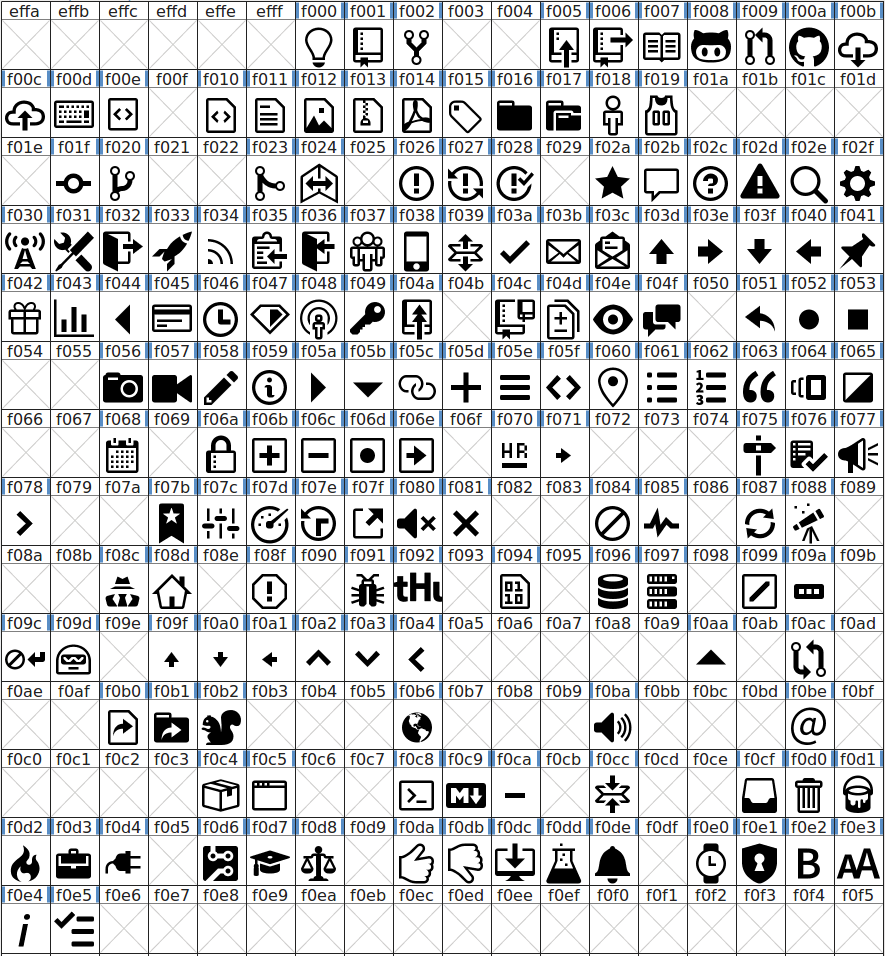 effa effb effc effd effe efff f000 f001 f002 f003 f004 f005 f006 f007 f008 f009 f00a f00b
f00c f00d f00e f00f f010 f011 f012 f013 f014 f015 f016 f017 f018 f019 f01a f01b f01c f01d
00
f01e f01f f020 f021 f022 f023 f024 f025 f026 f027 f028 f029 f02a f02b f02c f02d f02e f02f
! ! ! ? !
f030 f031 f032 f033 f034 f035 f036 f037 f038 f039 f03a f03b f03c f03d f03e f03f f040 f041
A
f042 f043 f044 f045 f046 f047 f048 f049 f04a f04b f04c f04d f04e f04f f050 f051 f052 f053
f054 f055 f056 f057 f058 f059 f05a f05b f05c f05d f05e f05f f060 f061 f062 f063 f064 f065
i 1 2 3 “
f066 f067 f068 f069 f06a f06b f06c f06d f06e f06f f070 f071 f072 f073 f074 f075 f076 f077
HR
f078 f079 f07a f07b f07c f07d f07e f07f f080 f081 f082 f083 f084 f085 f086 f087 f088 f089
f08a f08b f08c f08d f08e f08f f090 f091 f092 f093 f094 f095 f096 f097 f098 f099 f09a f09b
! tHu 01 10
f09c f09d f09e f09f f0a0 f0a1 f0a2 f0a3 f0a4 f0a5 f0a6 f0a7 f0a8 f0a9 f0aa f0ab f0ac f0ad
f0ae f0af f0b0 f0b1 f0b2 f0b3 f0b4 f0b5 f0b6 f0b7 f0b8 f0b9 f0ba f0bb f0bc f0bd f0be f0bf
@
f0c0 f0c1 f0c2 f0c3 f0c4 f0c5 f0c6 f0c7 f0c8 f0c9 f0ca f0cb f0cc f0cd f0ce f0cf f0d0 f0d1
M
f0d2 f0d3 f0d4 f0d5 f0d6 f0d7 f0d8 f0d9 f0da f0db f0dc f0dd f0de f0df f0e0 f0e1 f0e2 f0e3
B AA
f0e4 f0e5 f0e6 f0e7 f0e8 f0e9 f0ea f0eb f0ec f0ed f0ee f0ef f0f0 f0f1 f0f2 f0f3 f0f4 f0f5
i